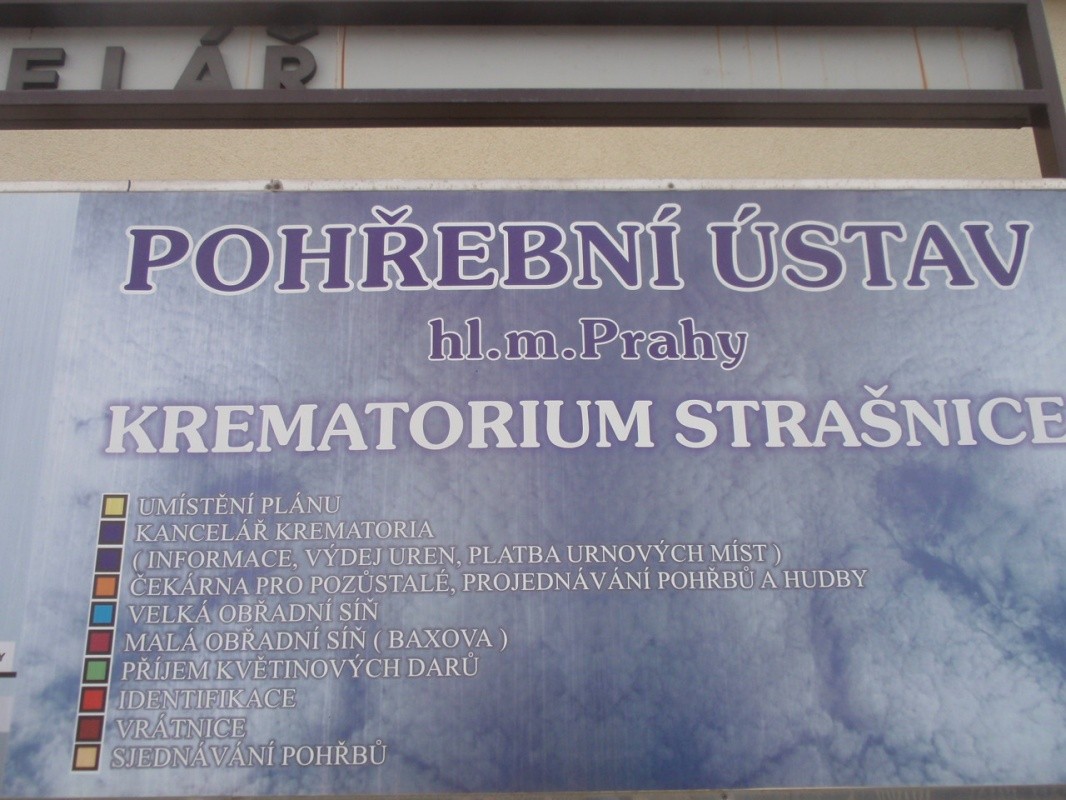 ELÁŘ
POHŘEBNÍ ÚSTAV
hl.m.Prahy
KREMATORIUM STRAŠNICE
UMÍSTĚNÍ PLÁNU
KANCELÁŘ KREMATORIA
( INFORMACE, VÝDEJ UREN, PLATBA URNOVÝCH MÍST )
ČEKÁRNA PRO POZŮSTALÉ, PROJEDNÁVÁNÍ POHŘBŮ A HUDBY
VELKÁ OBŘADNÍ SÍŇ
MALÁ OBŘADNÍ SÍŇ ( BAXOVA )
PŘÍJEM KVĚTINOVÝCH DARŮ
IDENTIFIKACE
VRÁTNICE
SJEDNÁVÁNÍ POHŘBŮ